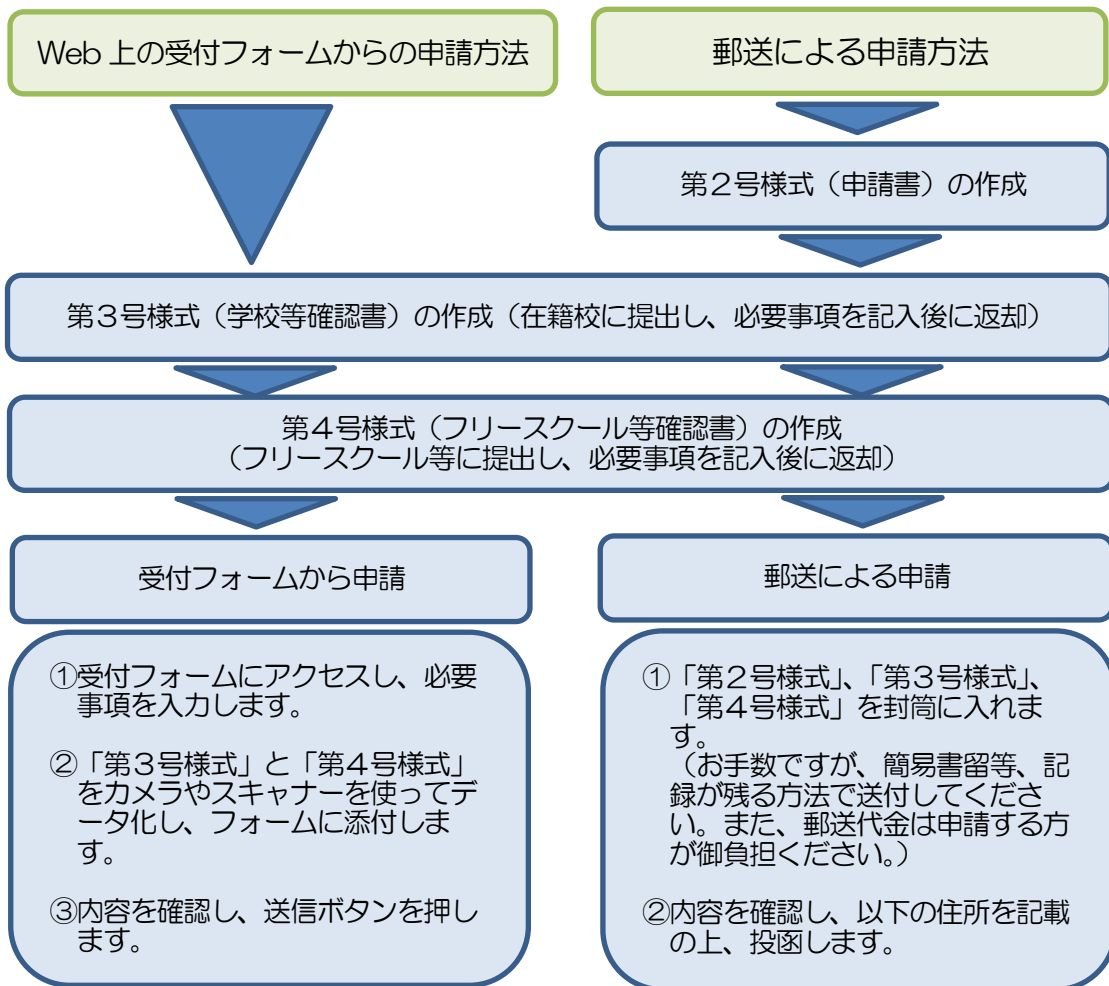 Web 上の受付フォームからの申請方法
郵送による申請方法
第２号様式（申請書）の作成
第３号様式（学校等確認書）の作成（在籍校に提出し、必要事項を記入後に返却）
第４号様式（フリースクール等確認書）の作成
（フリースクール等に提出し、必要事項を記入後に返却）
受付フォームから申請
①受付フォームにアクセスし、必要
事項を入力します。
②「第３号様式」と「第４号様式」
をカメラやスキャナーを使ってデ
ータ化し、フォームに添付しま
す。
③内容を確認し、送信ボタンを押し
ます。
郵送による申請
①「第２号様式」、「第３号様式」、
「第４号様式」を封筒に入れま
す。
（お手数ですが、簡易書留等、記
録が残る方法で送付してくださ
い。また、郵送代金は申請する方
が御負担ください。）
②内容を確認し、以下の住所を記載
の上、投函します。